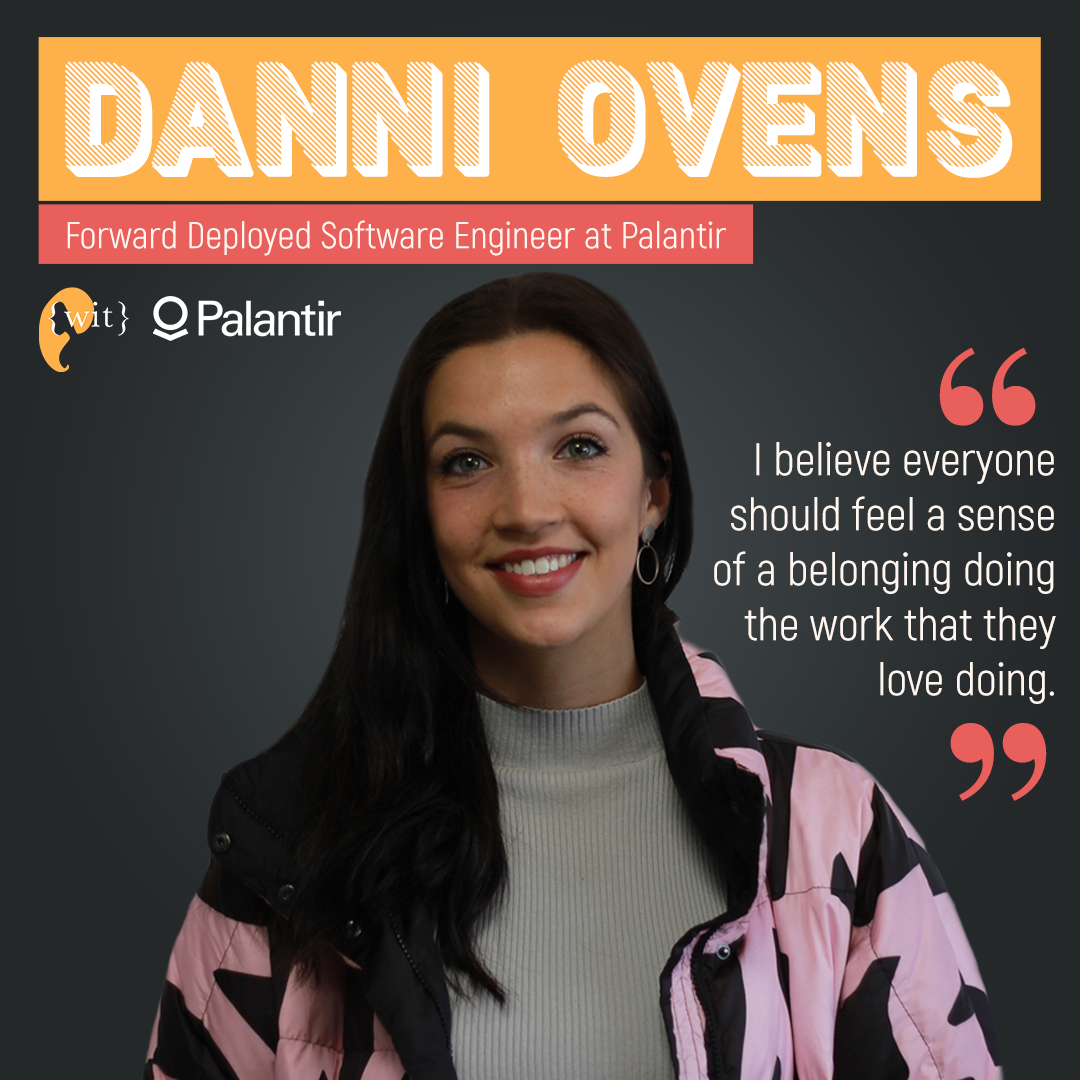 DANNI OVENS
Forward Deployed Software Engineer at Palantir
{wit} Palantir
“
I believe everyone
should feel a sense
of a belonging doing
the work that they
love doing.
”